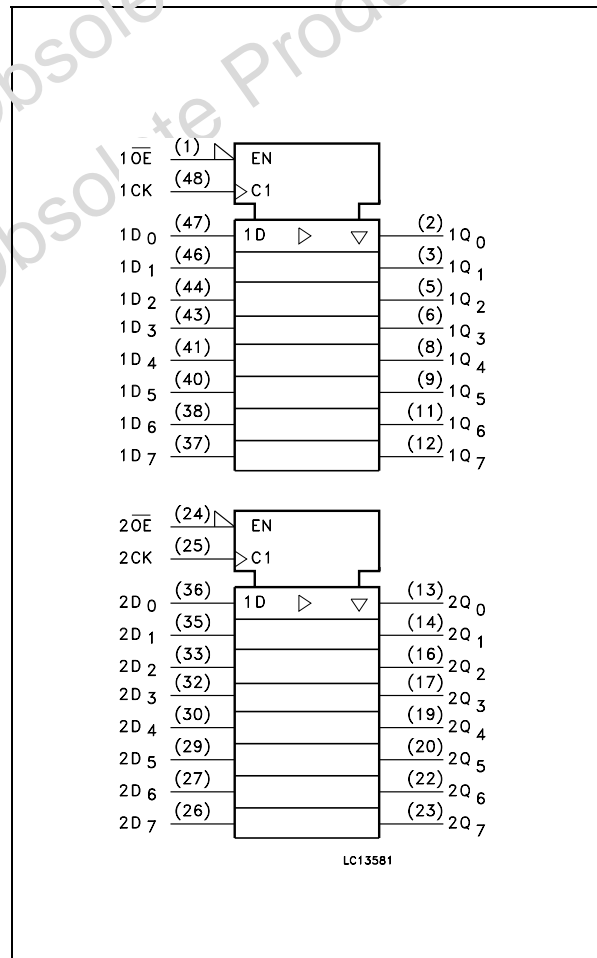 Obsolete Product
1OE (1) EN
1CK (48) C1
1D0 (47) 1D (2) 1Q0
1D1 (46) (3) 1Q1
1D2 (44) (5) 1Q2
1D3 (43) (6) 1Q3
1D4 (41) (8) 1Q4
1D5 (40) (9) 1Q5
1D6 (38) (11) 1Q6
1D7 (37) (12) 1Q7
2OE (24) EN
2CK (25) C1
2D0 (36) 1D (13) 2Q0
2D1 (35) (14) 2Q1
2D2 (33) (16) 2Q2
2D3 (32) (17) 2Q3
2D4 (30) (19) 2Q4
2D5 (29) (20) 2Q5
2D6 (27) (22) 2Q6
2D7 (26) (23) 2Q7
LC13581